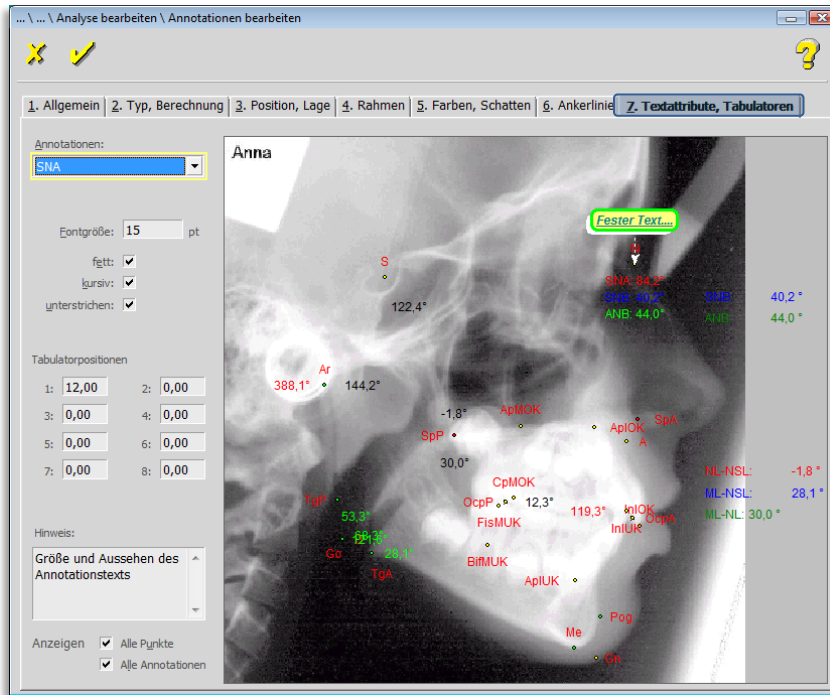 ... \ ... \ Analyse bearbeiten \ Annotationen bearbeiten
1. Allgemein
2. Typ, Berechnung
3. Position, Lage
4. Rahmen
5. Farben, Schatten
6. Ankerlinie
7. Textattribute, Tabulatoren
Annotationen:
SNA
Fontgröße: 15 pt
fett:
kursiv:
unterstrichen:
Tabulatorpositionen
1: 12,00 2: 0,00
3: 0,00 4: 0,00
5: 0,00 6: 0,00
7: 0,00 8: 0,00
Hinweis:
Größe und Aussehen des
Annotationstexts
Anzeigen
Alle Punkte
Alle Annotationen
Anna
Fester Text....
S
SNA: 84,2°
SNB: 40,2°
SNB: 40,2 °
122,4°
ANB: 44,0°
ANB: 44,0 °
Ar
388,1° 144,2°
-1,8°
ApMOK
SpA
SpP
ApIOK
A
30,0°
NL-NSL: -1,8 °
CpMOK
ML-NSL: 28,1 °
TgP
OcpP
12,3°
119,3°
InIOK
OcpA
ML-NL: 30,0 °
53,3°
FisMUK
InIUK
Go
28,1°
BifMUK
TgA
ApIUK
Pog
Me
Gn